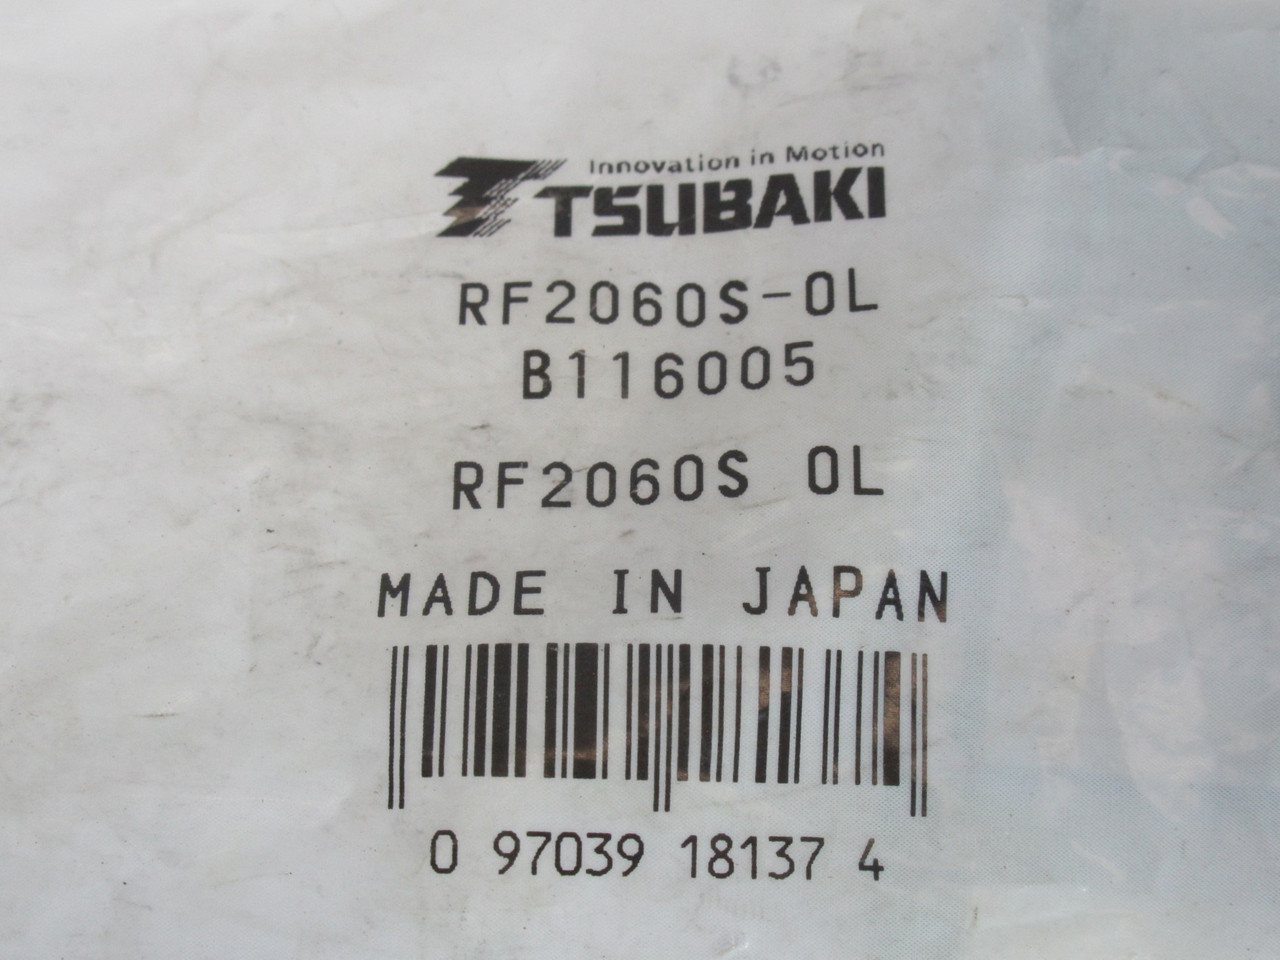 Innovation in Motion
TSUBAKI
RF2060S-OL
B116005
RF2060S OL
MADE IN JAPAN
0 97039 18137 4